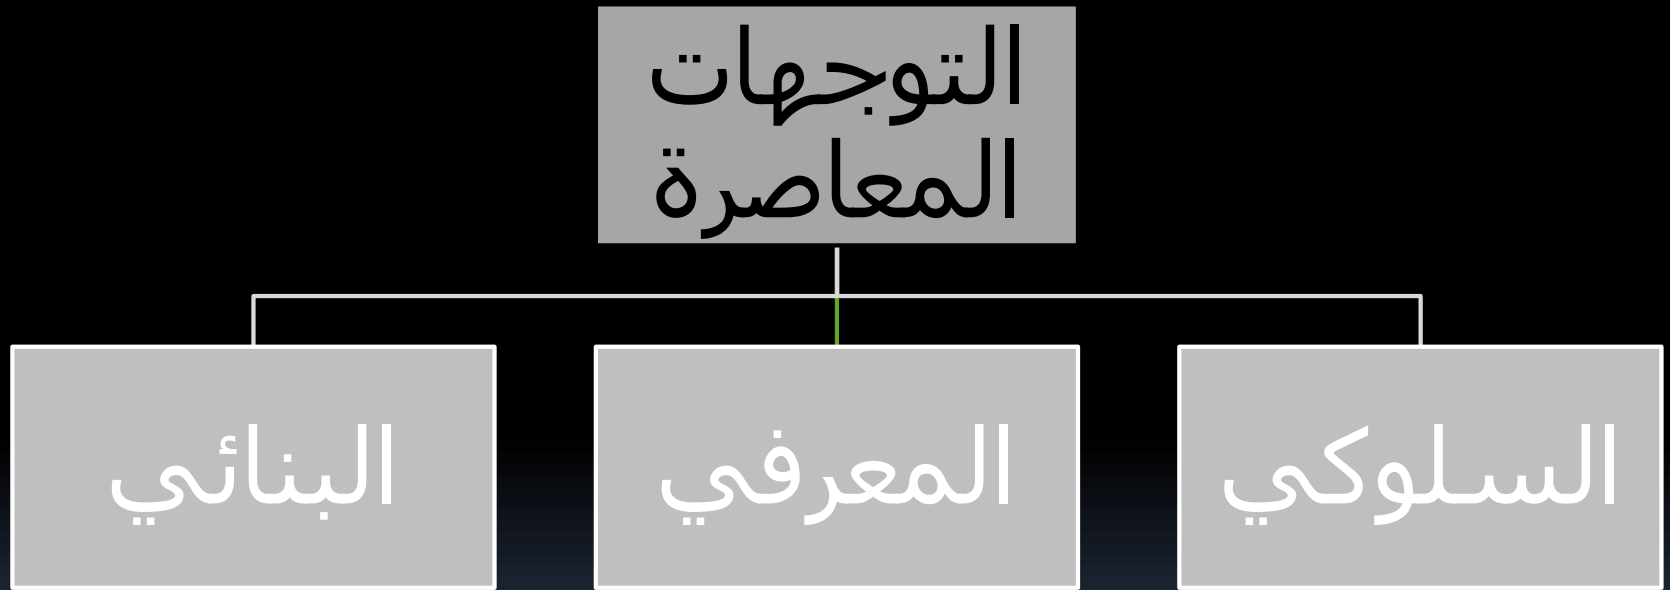 التوجهات
المعاصرة
السلوكي
المعرفي
البنائي